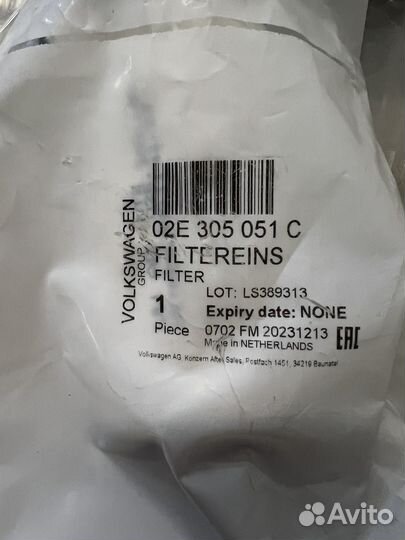 VOLKSWAGEN
GROUP
02E 305 051 C
FILTEREINS
FILTER
LOT: LS389313
1 Expiry date: NONE
Piece 0702 FM 20231213
Made in NETHERLANDS
EAC
Volkswagen AG, Konzern After Sales, Postfach 1451, 34219 Baunatal
Avito